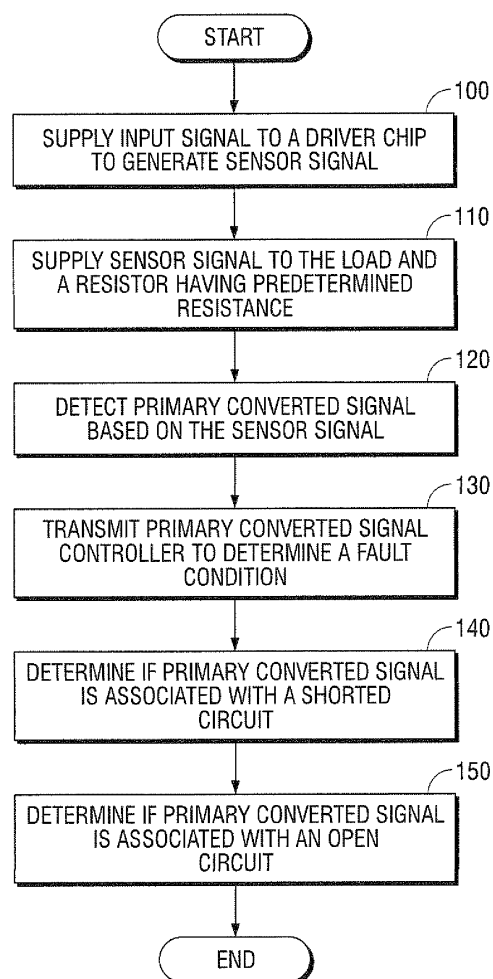 START
100
SUPPLY INPUT SIGNAL TO A DRIVER CHIP
TO GENERATE SENSOR SIGNAL
110
SUPPLY SENSOR SIGNAL TO THE LOAD AND
A RESISTOR HAVING PREDETERMINED
RESISTANCE
120
DETECT PRIMARY CONVERTED SIGNAL
BASED ON THE SENSOR SIGNAL
130
TRANSMIT PRIMARY CONVERTED SIGNAL
CONTROLLER TO DETERMINE A FAULT
CONDITION
140
DETERMINE IF PRIMARY CONVERTED SIGNAL
IS ASSOCIATED WITH A SHORTED
CIRCUIT
150
DETERMINE IF PRIMARY CONVERTED SIGNAL
IS ASSOCIATED WITH AN OPEN
CIRCUIT
END